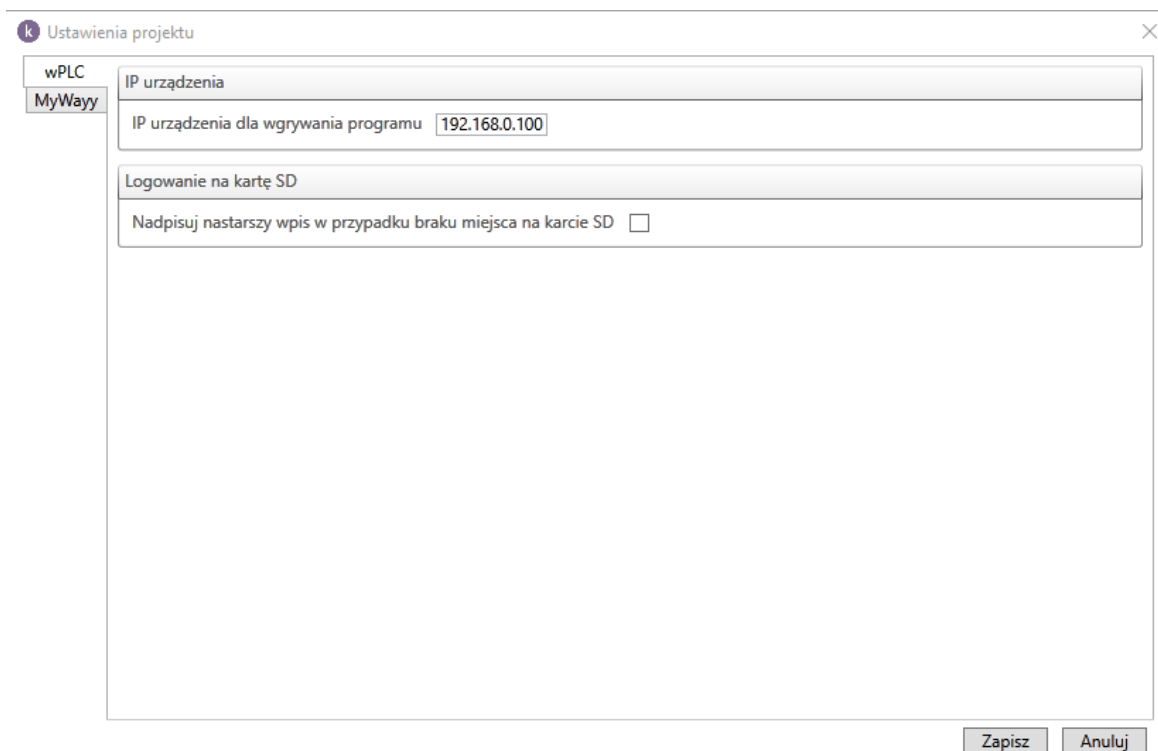 k Ustawienia projektu
wPLC
MyWayy
IP urządzenia
IP urządzenia dla wgrywania programu 192.168.0.100
Logowanie na kartę SD
Nadpisuj nastarszy wpis w przypadku braku miejsca na karcie SD
Zapisz Anuluj